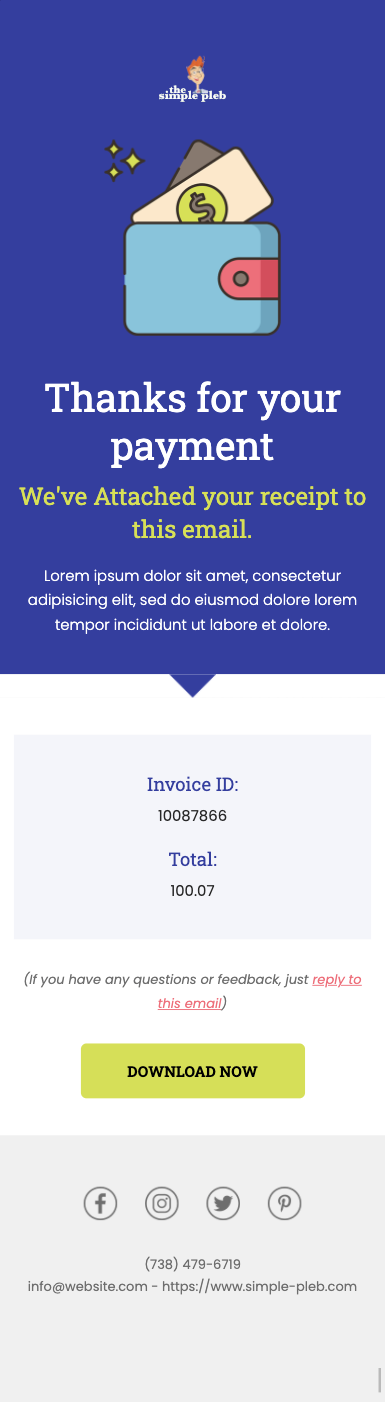 the
simple pleb
$
Thanks for your
payment
We've Attached your receipt to
this email.
Lorem ipsum dolor sit amet, consectetur
adipisicing elit, sed do eiusmod dolore lorem
tempor incididunt ut labore et dolore.
Invoice ID:
10087866
Total:
100.07
(If you have any questions or feedback, just reply to
this email)
DOWNLOAD NOW
(738) 479-6719
info@website.com - https://www.simple-pleb.com